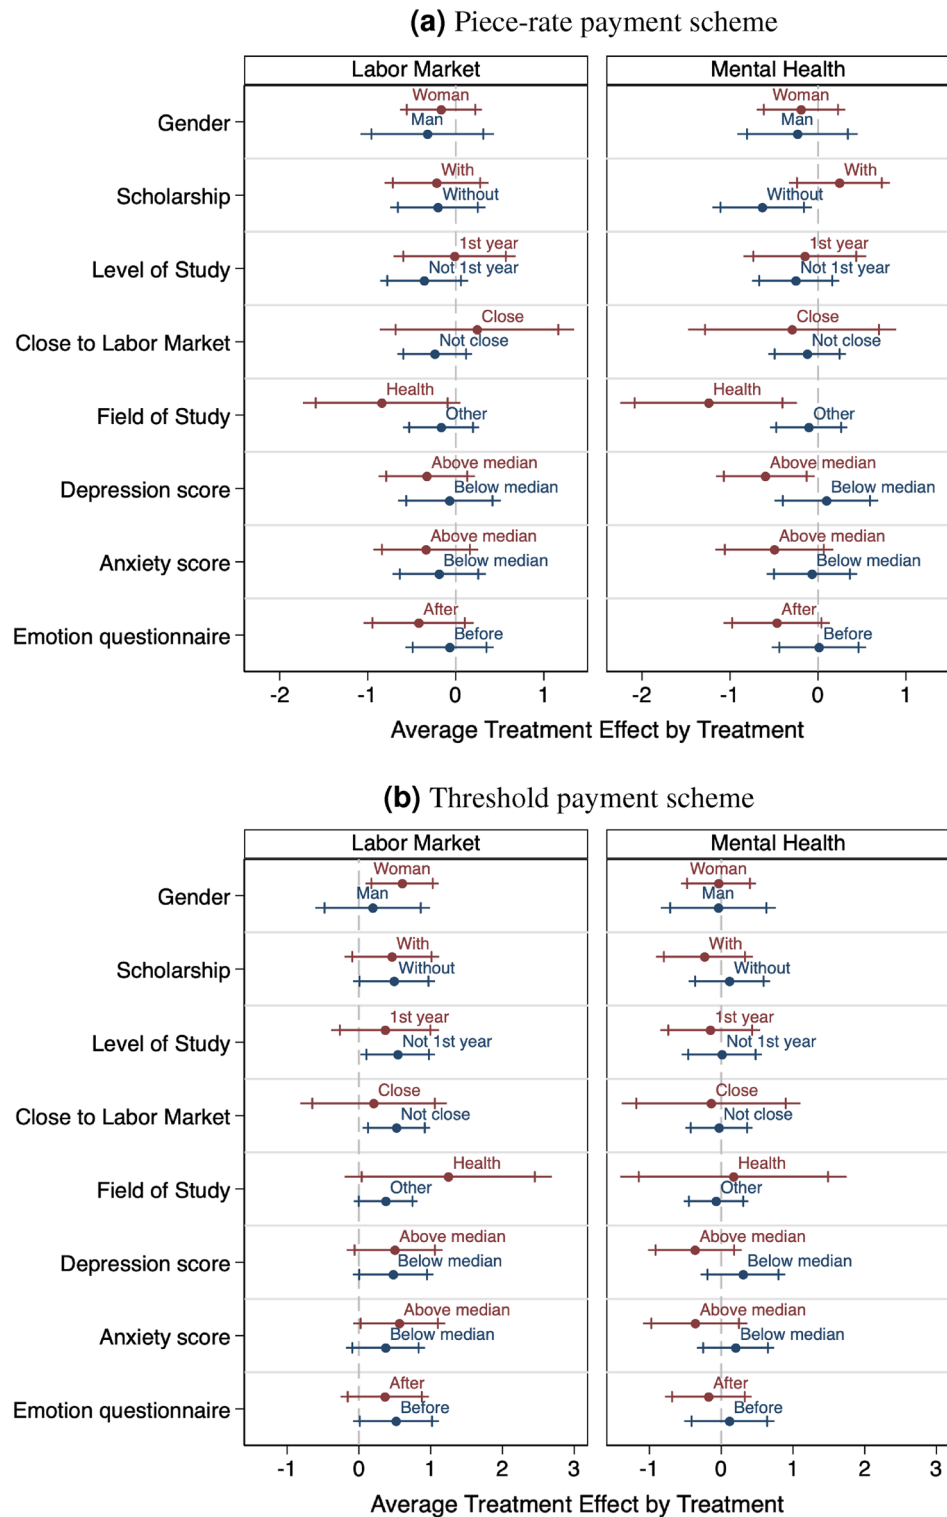 (a) Piece-rate payment scheme
Labor Market
Mental Health
Gender
Woman
Man
Woman
Man
Scholarship
With
Without
With
Without
Level of Study
1st year
Not 1st year
1st year
Not 1st year
Close to Labor Market
Close
Not close
Close
Not close
Field of Study
Health
Other
Health
Other
Depression score
Above median
Below median
Above median
Below median
Anxiety score
Above median
Below median
Above median
Below median
Emotion questionnaire
After
Before
After
Before
-2 -1 0 1
-2 -1 0 1
Average Treatment Effect by Treatment
(b) Threshold payment scheme
Labor Market
Mental Health
Gender
Woman
Man
Woman
Man
Scholarship
With
Without
With
Without
Level of Study
1st year
Not 1st year
1st year
Not 1st year
Close to Labor Market
Close
Not close
Close
Not close
Field of Study
Health
Other
Health
Other
Depression score
Above median
Below median
Above median
Below median
Anxiety score
Above median
Below median
Above median
Below median
Emotion questionnaire
After
Before
After
Before
-1 0 1 2 3
-1 0 1 2 3
Average Treatment Effect by Treatment